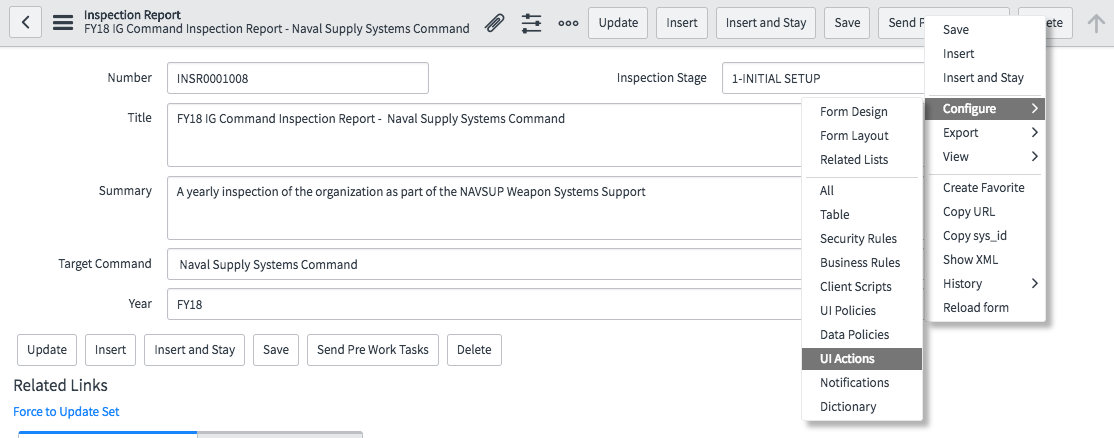 Inspection Report
FY18 IG Command Inspection Report - Naval Supply Systems Command
Update
Insert
Insert and Stay
Save
Send P
ete
Number
INSR0001008
Inspection Stage
1-INITIAL SETUP
Title
FY18 IG Command Inspection Report - Naval Supply Systems Command
Summary
A yearly inspection of the organization as part of the NAVSUP Weapon Systems Support
Target Command
Naval Supply Systems Command
Year
FY18
Update
Insert
Insert and Stay
Save
Send Pre Work Tasks
Delete
Related Links
Force to Update Set
Form Design
Form Layout
Related Lists
All
Table
Security Rules
Business Rules
Client Scripts
UI Policies
Data Policies
UI Actions
Notifications
Dictionary
Save
Insert
Insert and Stay
Configure
Export
View
Create Favorite
Copy URL
Copy sys_id
Show XML
History
Reload form